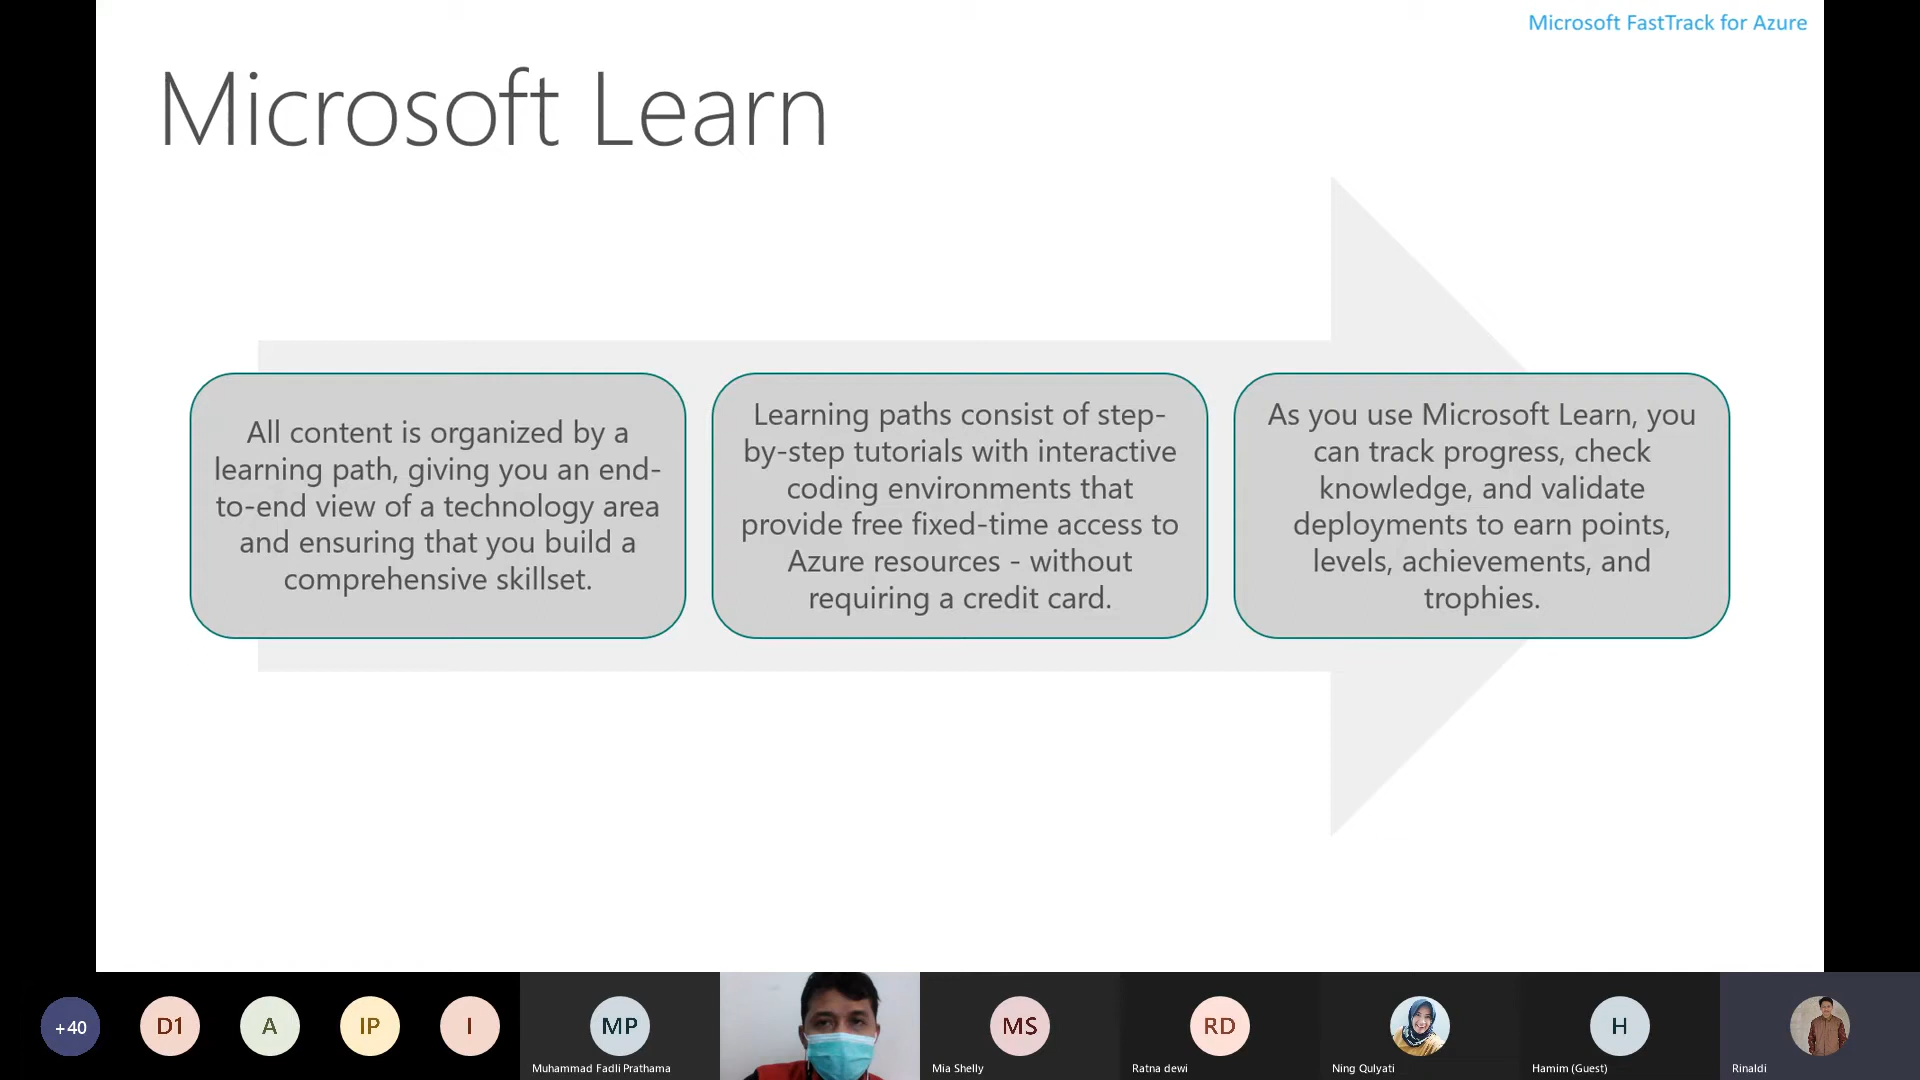 Microsoft FastTrack for Azure
Microsoft Learn
All content is organized by a
learning path, giving you an end-
to-end view of a technology area
and ensuring that you build a
comprehensive skillset.
Learning paths consist of step-
by-step tutorials with interactive
coding environments that
provide free fixed-time access to
Azure resources - without
requiring a credit card.
As you use Microsoft Learn, you
can track progress, check
knowledge, and validate
deployments to earn points,
levels, achievements, and
trophies.
+40
D1
A
IP
I
MP
MS
RD
H
Muhammad Fadli Prathama
Mia Shelly
Ratna dewi
Ning Qulyati
Hamim (Guest)
Rinaldi